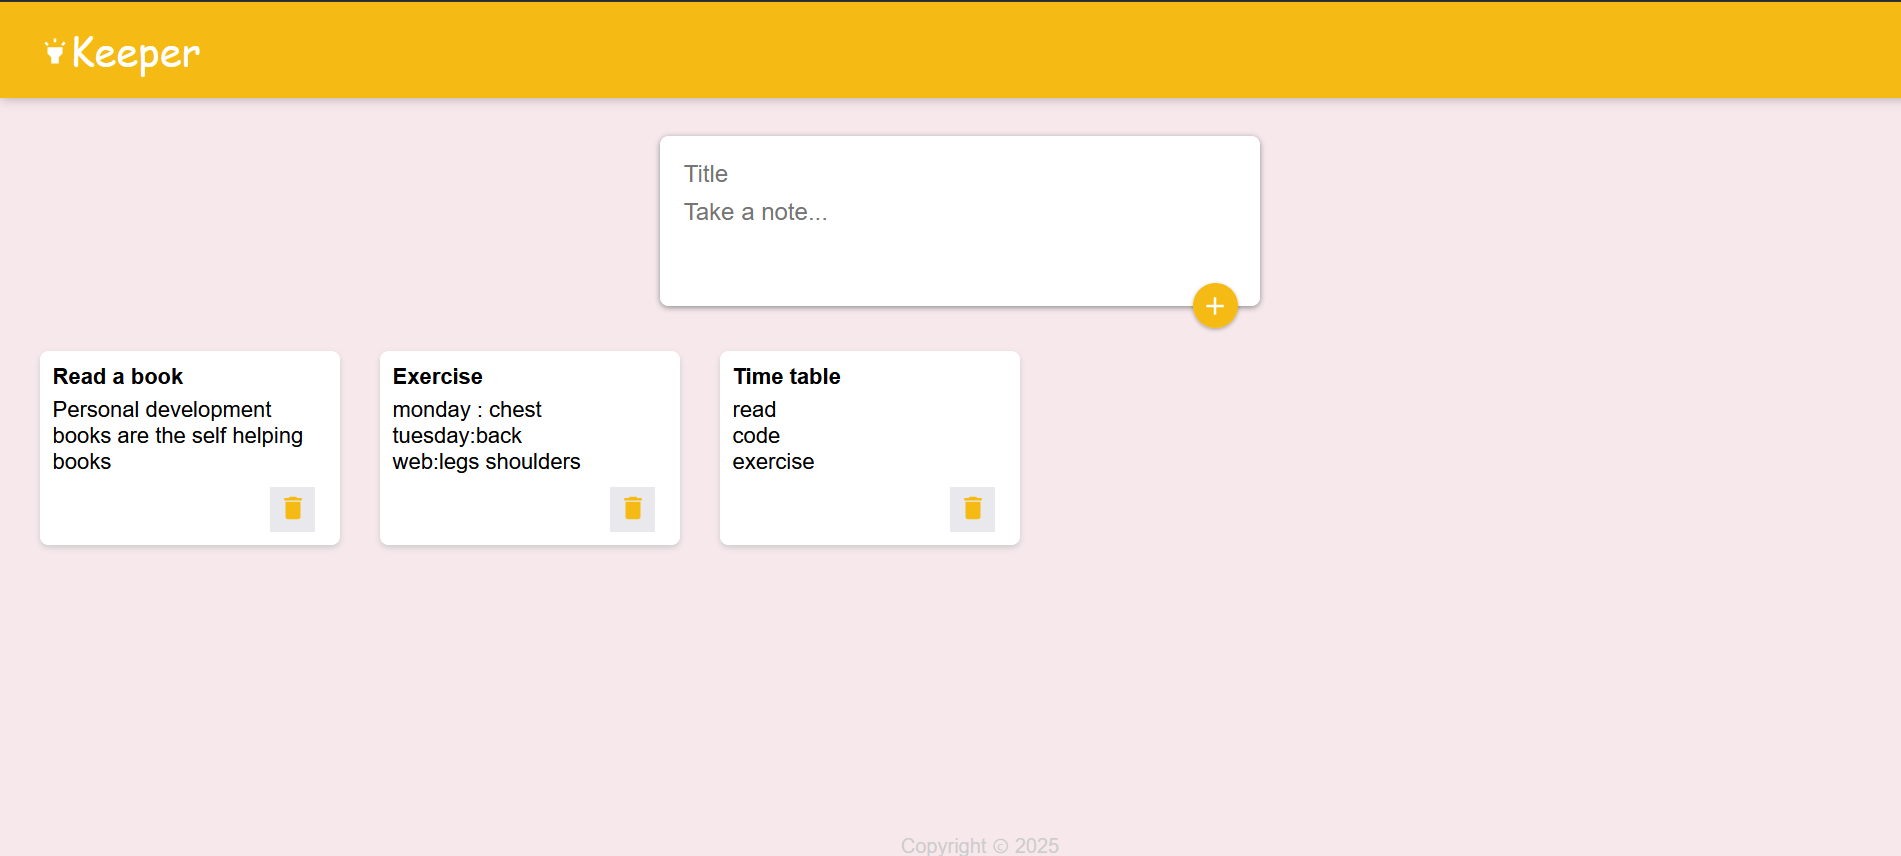 Keeper
Title
Take a note...
Read a book
Personal development
books are the self helping
books
Exercise
monday : chest
tuesday:back
web:legs shoulders
Time table
read
code
exercise
Copyright © 2025